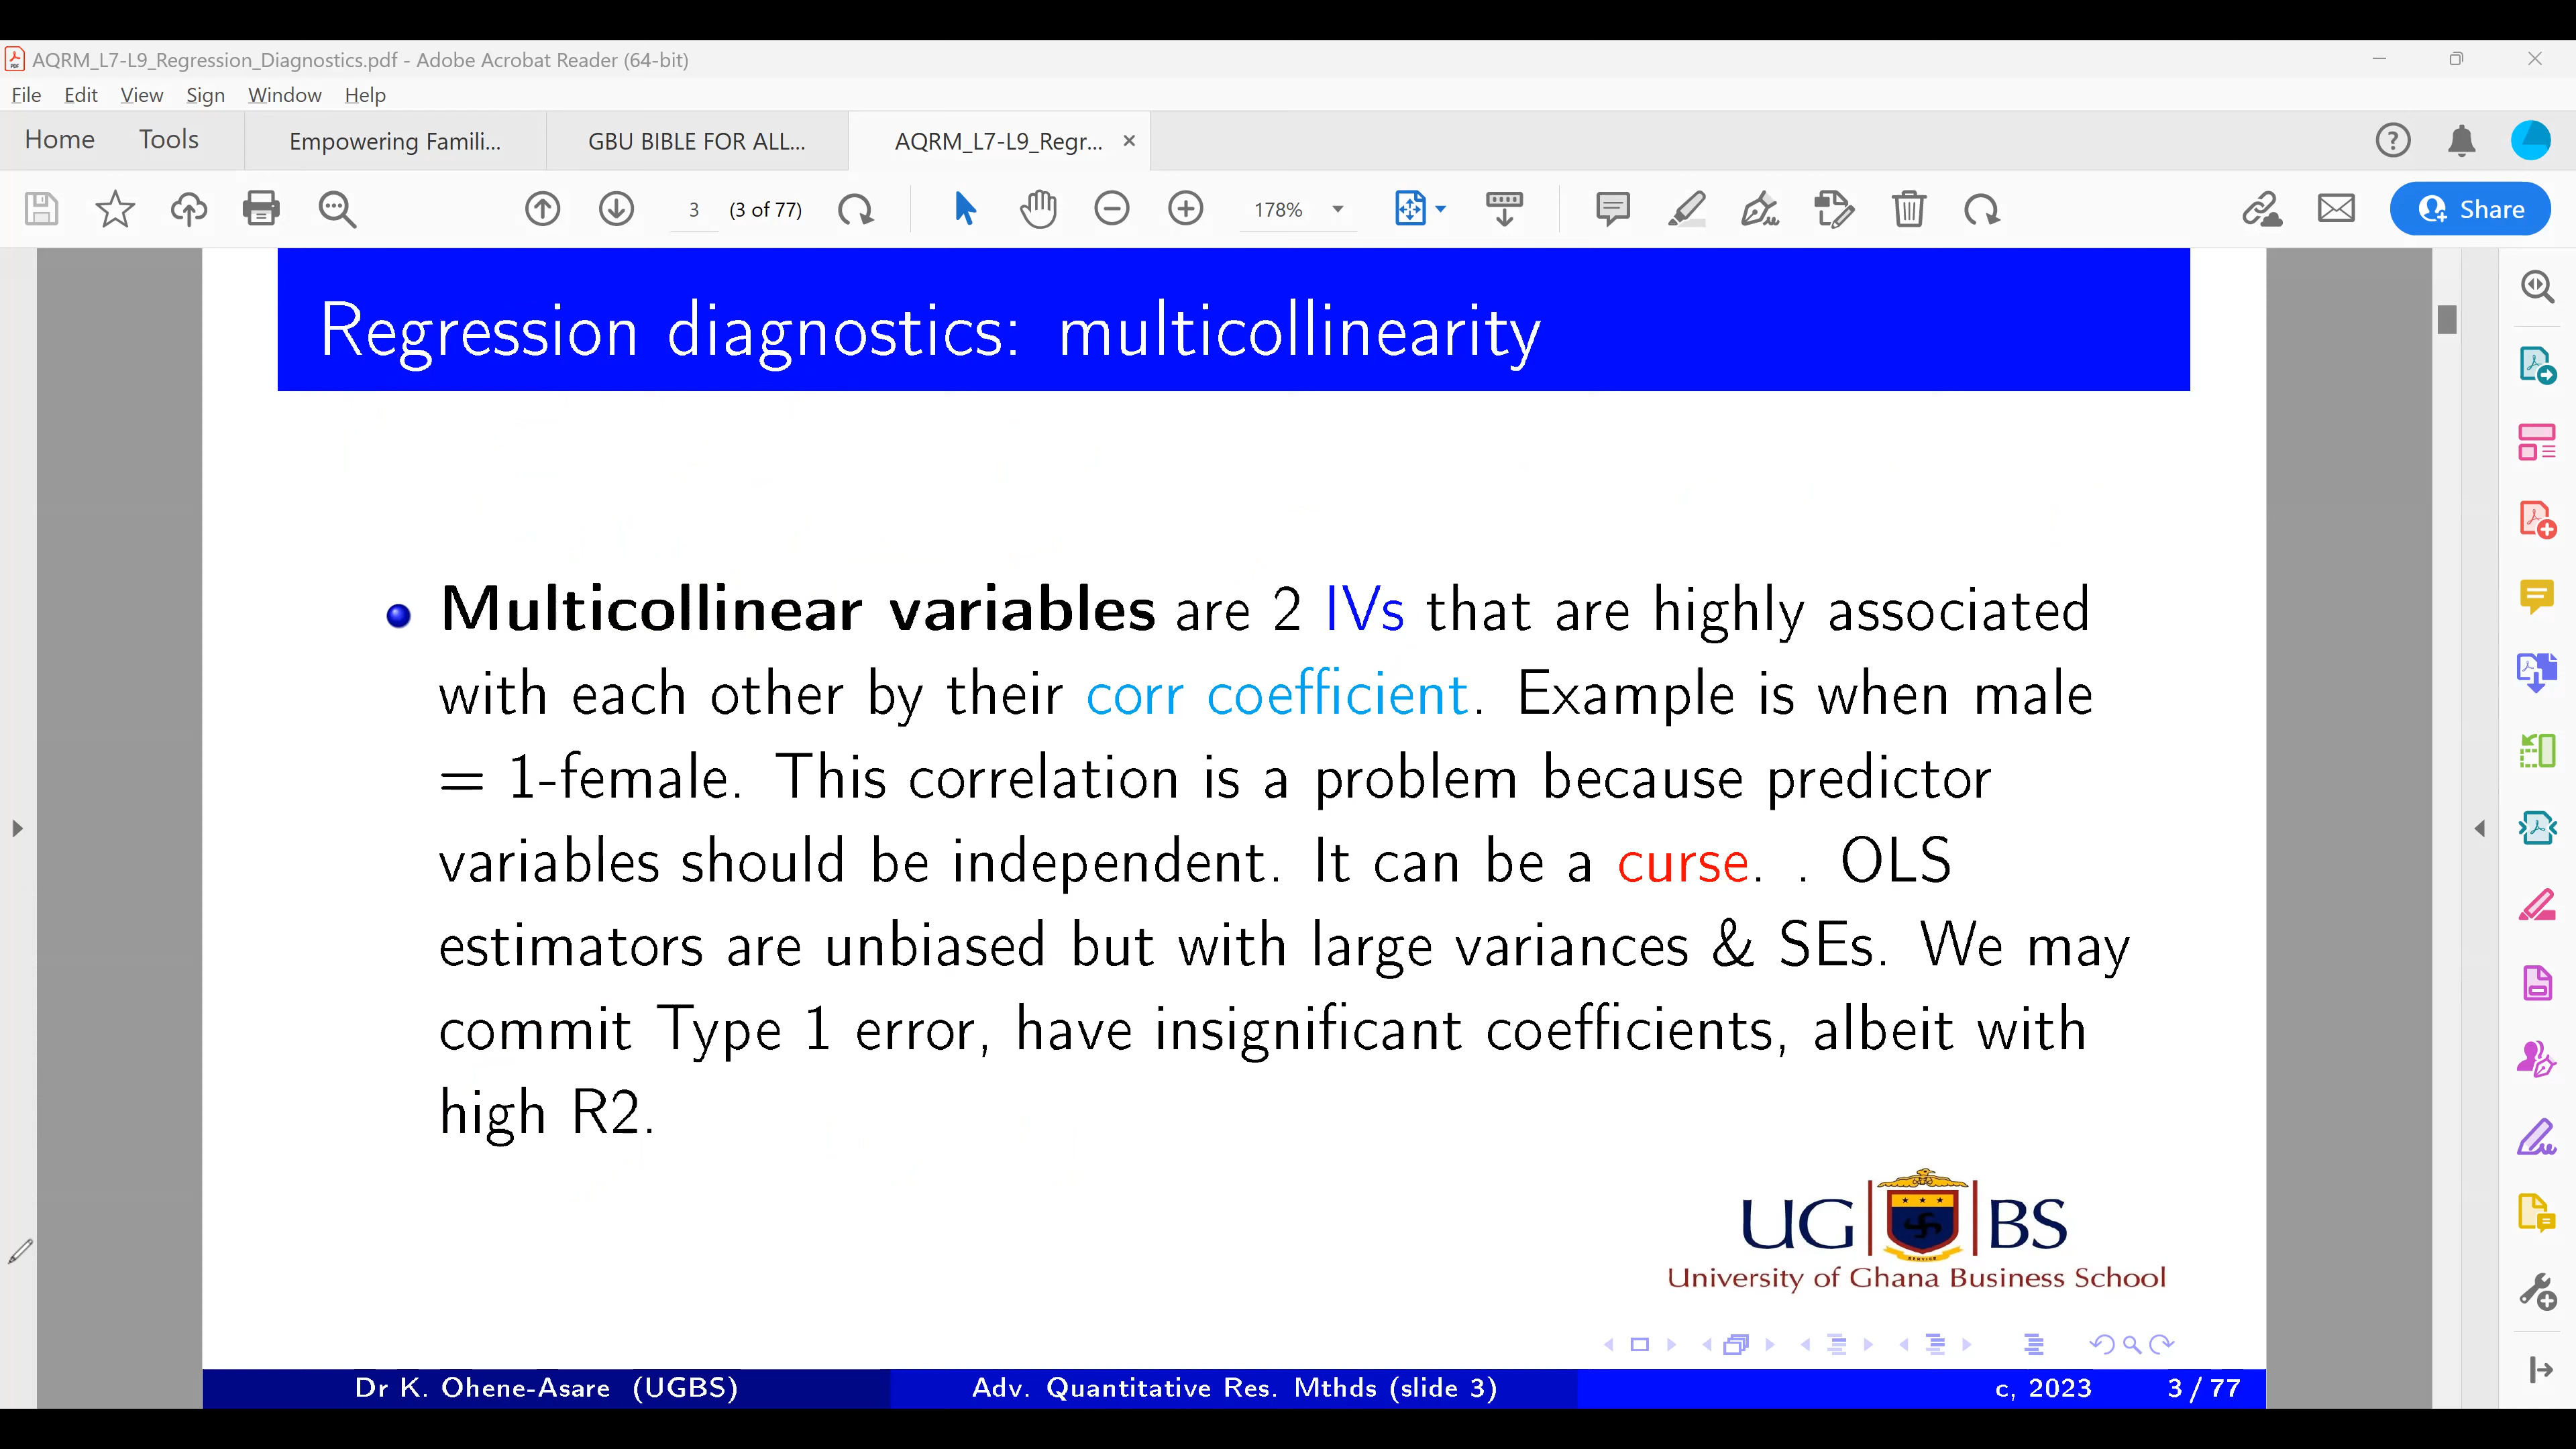 AQRM_L7-L9_Regression_Diagnostics.pdf - Adobe Acrobat Reader (64-bit)
File Edit View Sign Window Help
Home Tools Empowering Famili... GBU BIBLE FOR ALL... AQRM_L7-L9_Regr... ×
3 (3 of 77) 178% Share
Regression diagnostics: multicollinearity
Multicollinear variables are 2 IVs that are highly associated
with each other by their corr coefficient. Example is when male
= 1-female. This correlation is a problem because predictor
variables should be independent. It can be a curse. . OLS
estimators are unbiased but with large variances & SEs. We may
commit Type 1 error, have insignificant coefficients, albeit with
high R2.
UG BS
University of Ghana Business School
Dr K. Ohene-Asare (UGBS) Adv. Quantitative Res. Mthds (slide 3) c, 2023 3 / 77